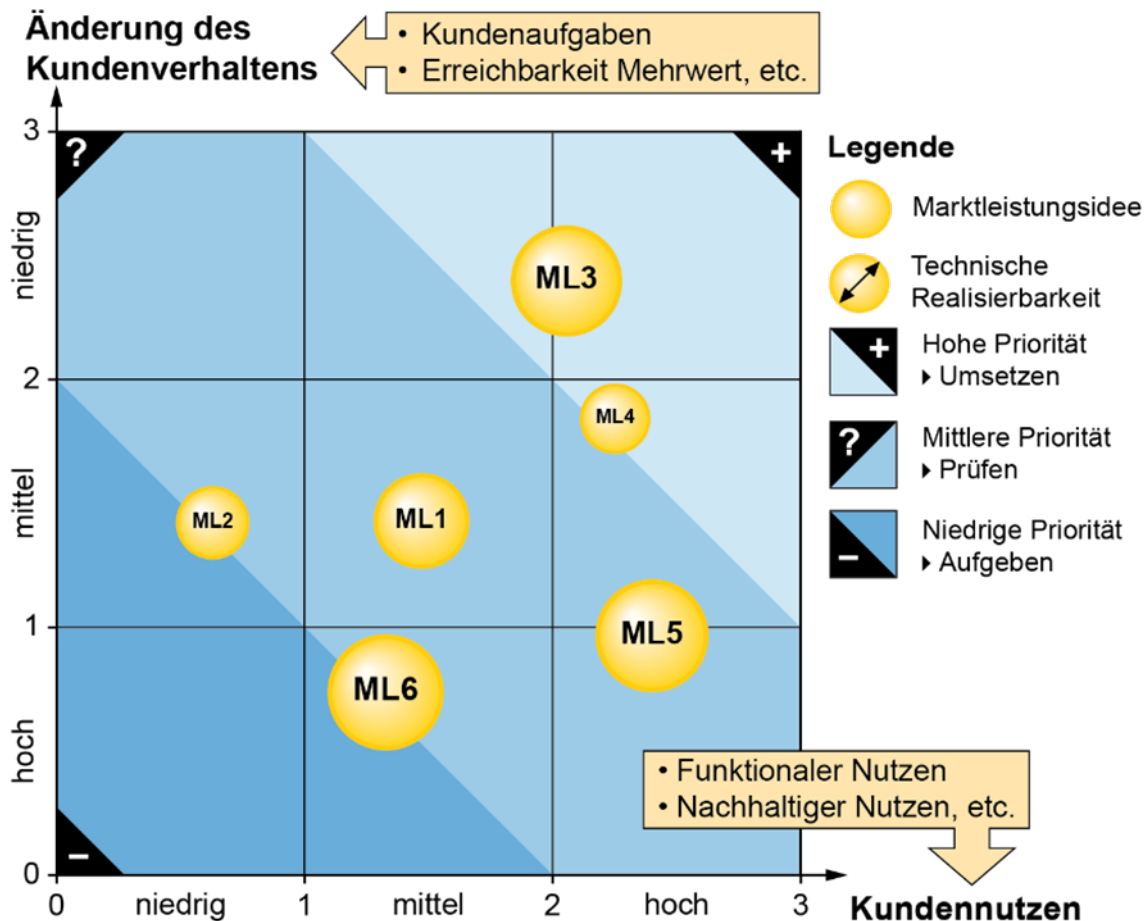 Änderung des
Kundenverhaltens
• Kundenaufgaben
• Erreichbarkeit Mehrwert, etc.
3
?
+
niedrig
ML3
2
ML4
mittel
ML2
ML1
1
ML5
ML6
hoch
• Funktionaler Nutzen
• Nachhaltiger Nutzen, etc.
–
0
0
niedrig
1
mittel
2
hoch
3
Kundennutzen
Legende
Marktleistungsidee
Technische
Realisierbarkeit
+
Hohe Priorität
▸ Umsetzen
?
Mittlere Priorität
▸ Prüfen
–
Niedrige Priorität
▸ Aufgeben